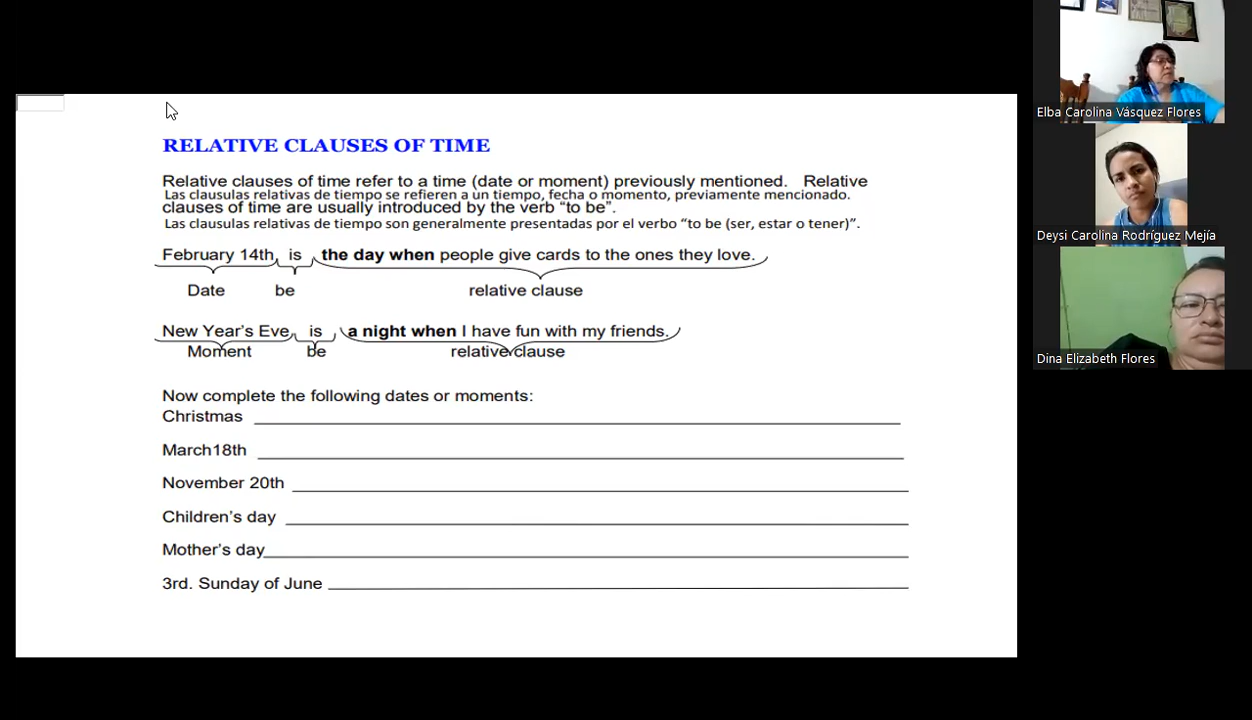 RELATIVE CLAUSES OF TIME
Relative clauses of time refer to a time (date or moment) previously mentioned. Relative
Las clausulas relativas de tiempo se refieren a un tiempo, fecha o momento, previamente mencionado.
clauses of time are usually introduced by the verb “to be”.
Las clausulas relativas de tiempo son generalmente presentadas por el verbo “to be (ser, estar o tener)”.
February 14th, is the day when people give cards to the ones they love.
Date be relative clause
New Year’s Eve, is a night when I have fun with my friends.
Moment be relative clause
Now complete the following dates or moments:
Christmas
March18th
November 20th
Children’s day
Mother’s day
3rd. Sunday of June
Elba Carolina Vásquez Flores
Deysi Carolina Rodríguez Mejía
Dina Elizabeth Flores